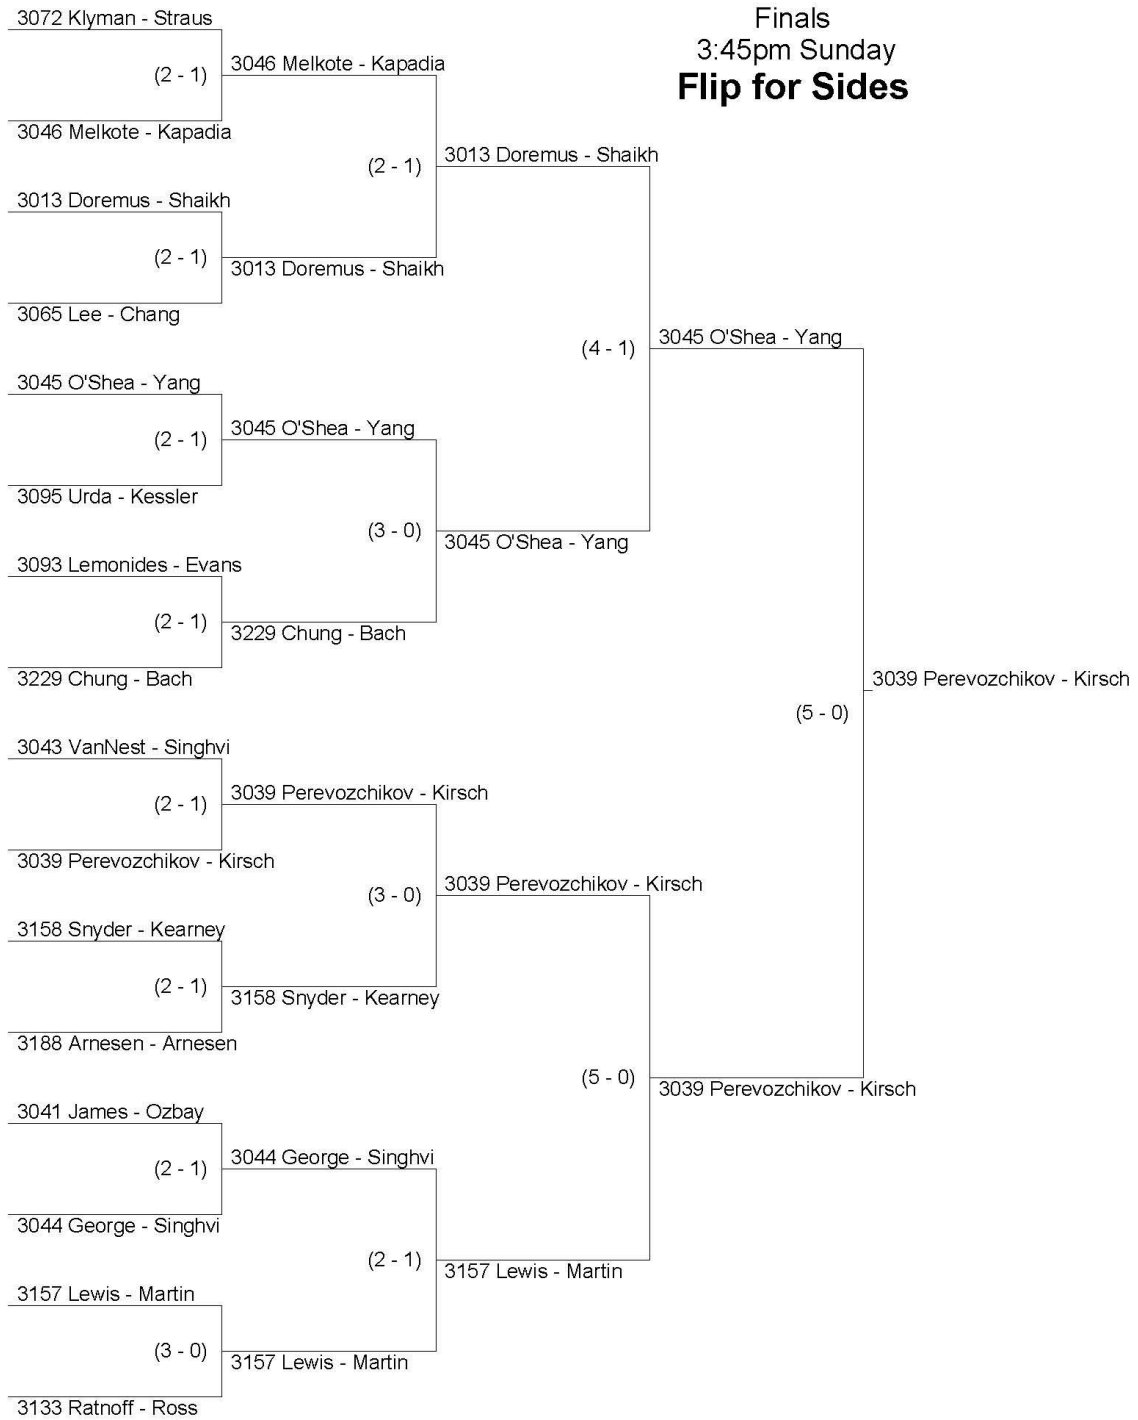 Finals
3:45pm Sunday
Flip for Sides
3072 Klyman - Straus
(2 - 1)
3046 Melkote - Kapadia
3013 Doremus - Shaikh
(2 - 1)
3065 Lee - Chang
3045 O'Shea - Yang
(2 - 1)
3095 Urda - Kessler
3093 Lemonides - Evans
(2 - 1)
3229 Chung - Bach
3043 VanNest - Singhvi
(2 - 1)
3039 Perevozchikov - Kirsch
3158 Snyder - Kearney
(2 - 1)
3188 Arnesen - Arnesen
3041 James - Ozbay
(2 - 1)
3044 George - Singhvi
3157 Lewis - Martin
(3 - 0)
3133 Ratnoff - Ross
3046 Melkote - Kapadia
(2 - 1)
3013 Doremus - Shaikh
3045 O'Shea - Yang
(3 - 0)
3229 Chung - Bach
3039 Perevozchikov - Kirsch
(3 - 0)
3158 Snyder - Kearney
3044 George - Singhvi
(2 - 1)
3157 Lewis - Martin
3013 Doremus - Shaikh
(4 - 1)
3045 O'Shea - Yang
3039 Perevozchikov - Kirsch
(5 - 0)
3157 Lewis - Martin
3045 O'Shea - Yang
(5 - 0)
3039 Perevozchikov - Kirsch
3039 Perevozchikov - Kirsch